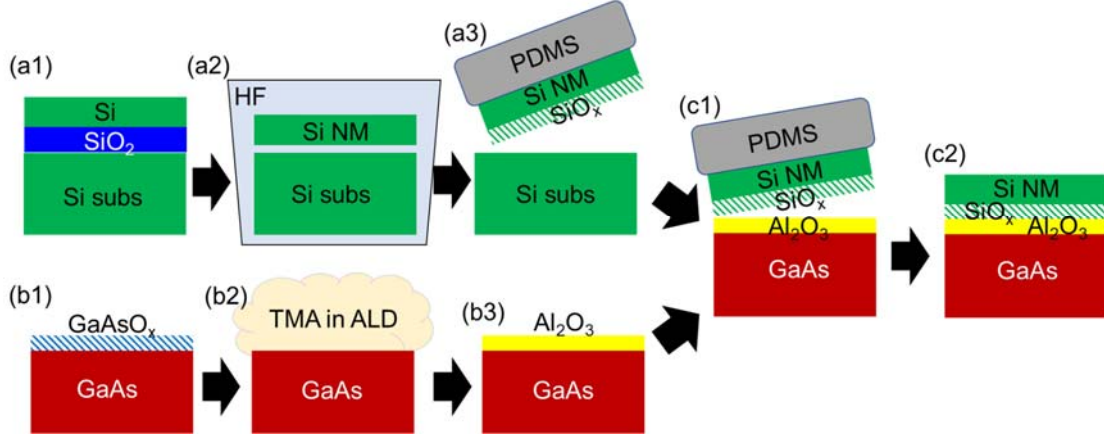 (a1)
Si
SiO₂
Si subs
(a2)
HF
Si NM
Si subs
(a3)
PDMS
Si NM
SiOₓ
Si subs
(b1)
GaAsOₓ
GaAs
(b2)
TMA in ALD
GaAs
(b3)
Al₂O₃
GaAs
(c1)
PDMS
Si NM
SiOₓ
Al₂O₃
GaAs
(c2)
Si NM
SiOₓ Al₂O₃
GaAs